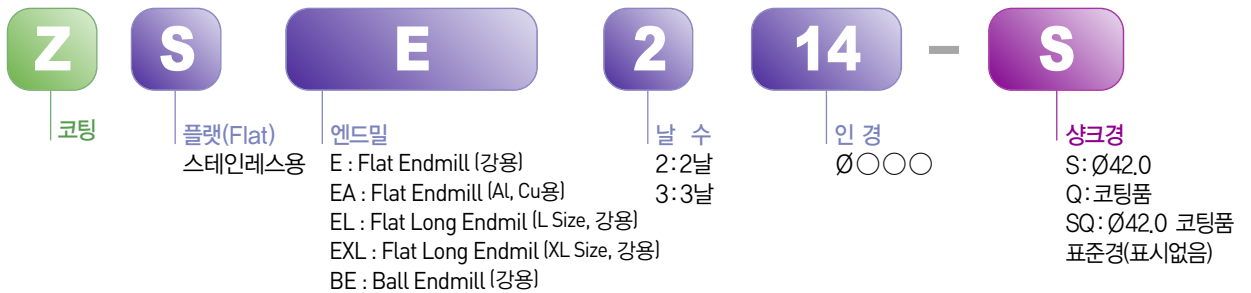 Z S E 2 14 - S
코팅
플랫(Flat)
스테인레스용
엔드밀
E : Flat Endmill (강용)
EA : Flat Endmill (Al, Cu용)
EL : Flat Long Endmil (L Size, 강용)
EXL : Flat Long Endmil (XL Size, 강용)
BE : Ball Endmill (강용)
날 수
2:2날
3:3날
인 경
Ø○○○
샹크경
S:Ø42.0
Q:코팅품
SQ:Ø42.0 코팅품
표준경(표시없음)